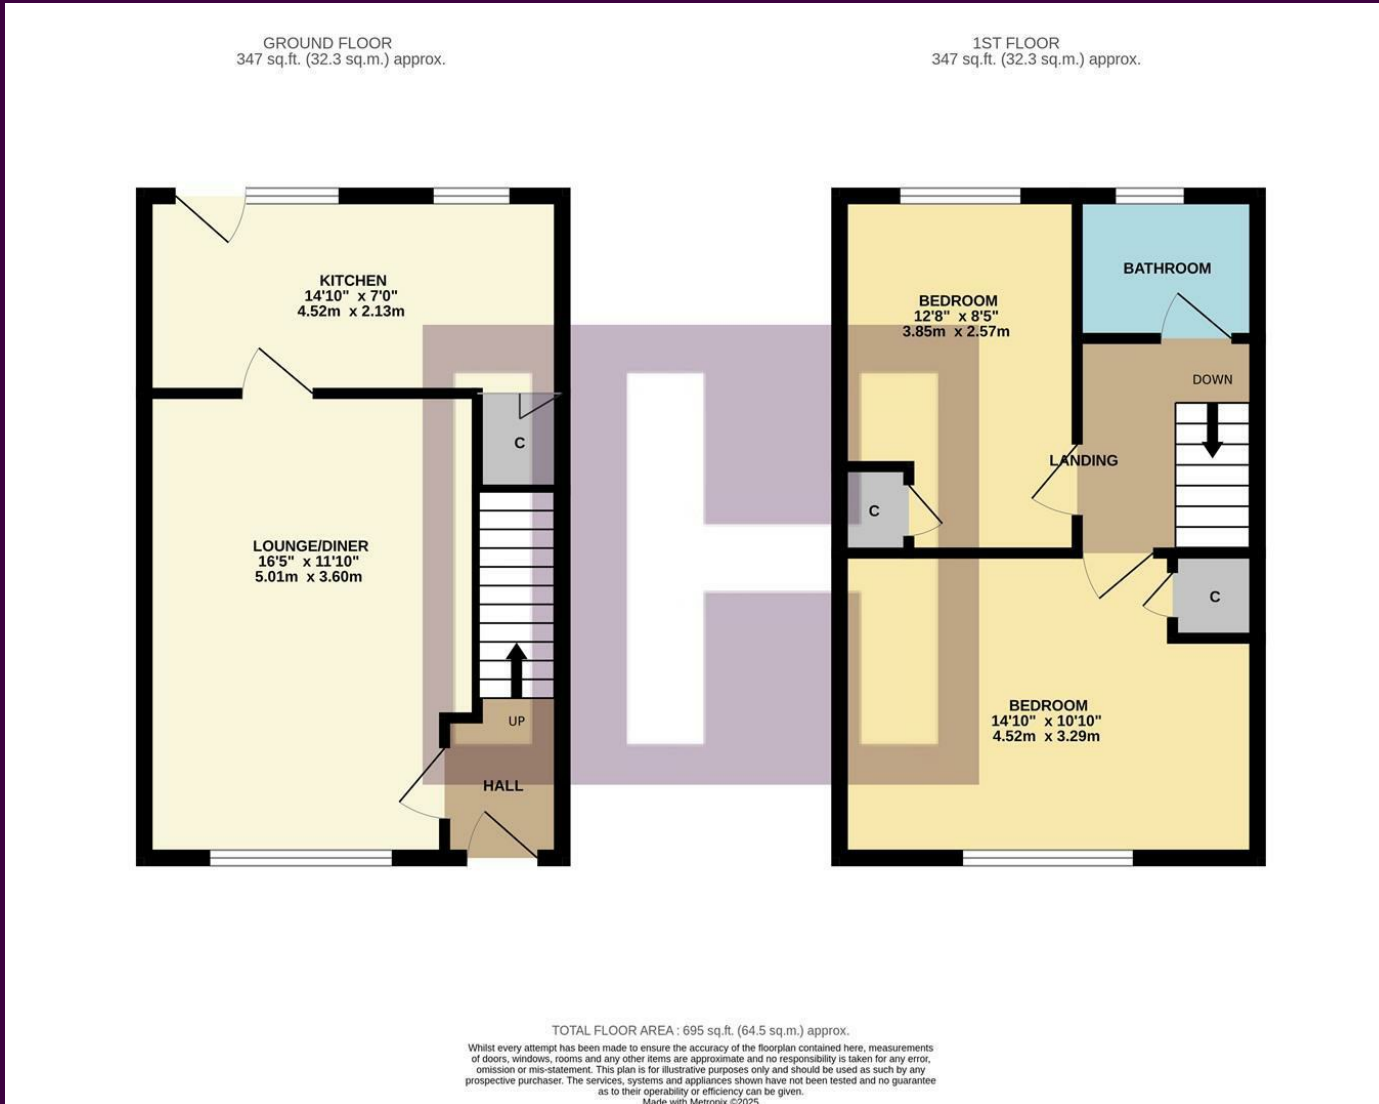 GROUND FLOOR
347 sq.ft. (32.3 sq.m.) approx.
1ST FLOOR
347 sq.ft. (32.3 sq.m.) approx.
KITCHEN
14'10" x 7'0"
4.52m x 2.13m
C
LOUNGE/DINER
16'5" x 11'10"
5.01m x 3.60m
UP
HALL
BATHROOM
BEDROOM
12'8" x 8'5"
3.85m x 2.57m
DOWN
LANDING
C
C
BEDROOM
14'10" x 10'10"
4.52m x 3.29m
TOTAL FLOOR AREA : 695 sq.ft. (64.5 sq.m.) approx.
Whilst every attempt has been made to ensure the accuracy of the floorplan contained here, measurements
of doors, windows, rooms and any other items are approximate and no responsibility is taken for any error,
omission or mis-statement. This plan is for illustrative purposes only and should be used as such by any
prospective purchaser. The services, systems and appliances shown have not been tested and no guarantee
as to their operability or efficiency can be given.
Made with Metropix ©2025